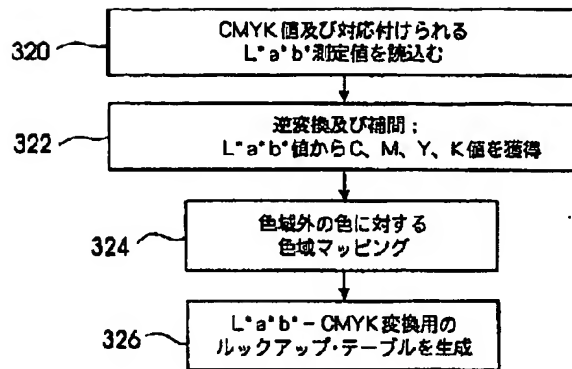 320
CMYK値及び対応付けられる
L*a*b*測定値を読込む
322
逆変換及び補間；
L*a*b*値からC、M、Y、K値を獲得
324
色域外の色に対する
色域マッピング
326
L*a*b*－CMYK変換用の
ルックアップ・テーブルを生成